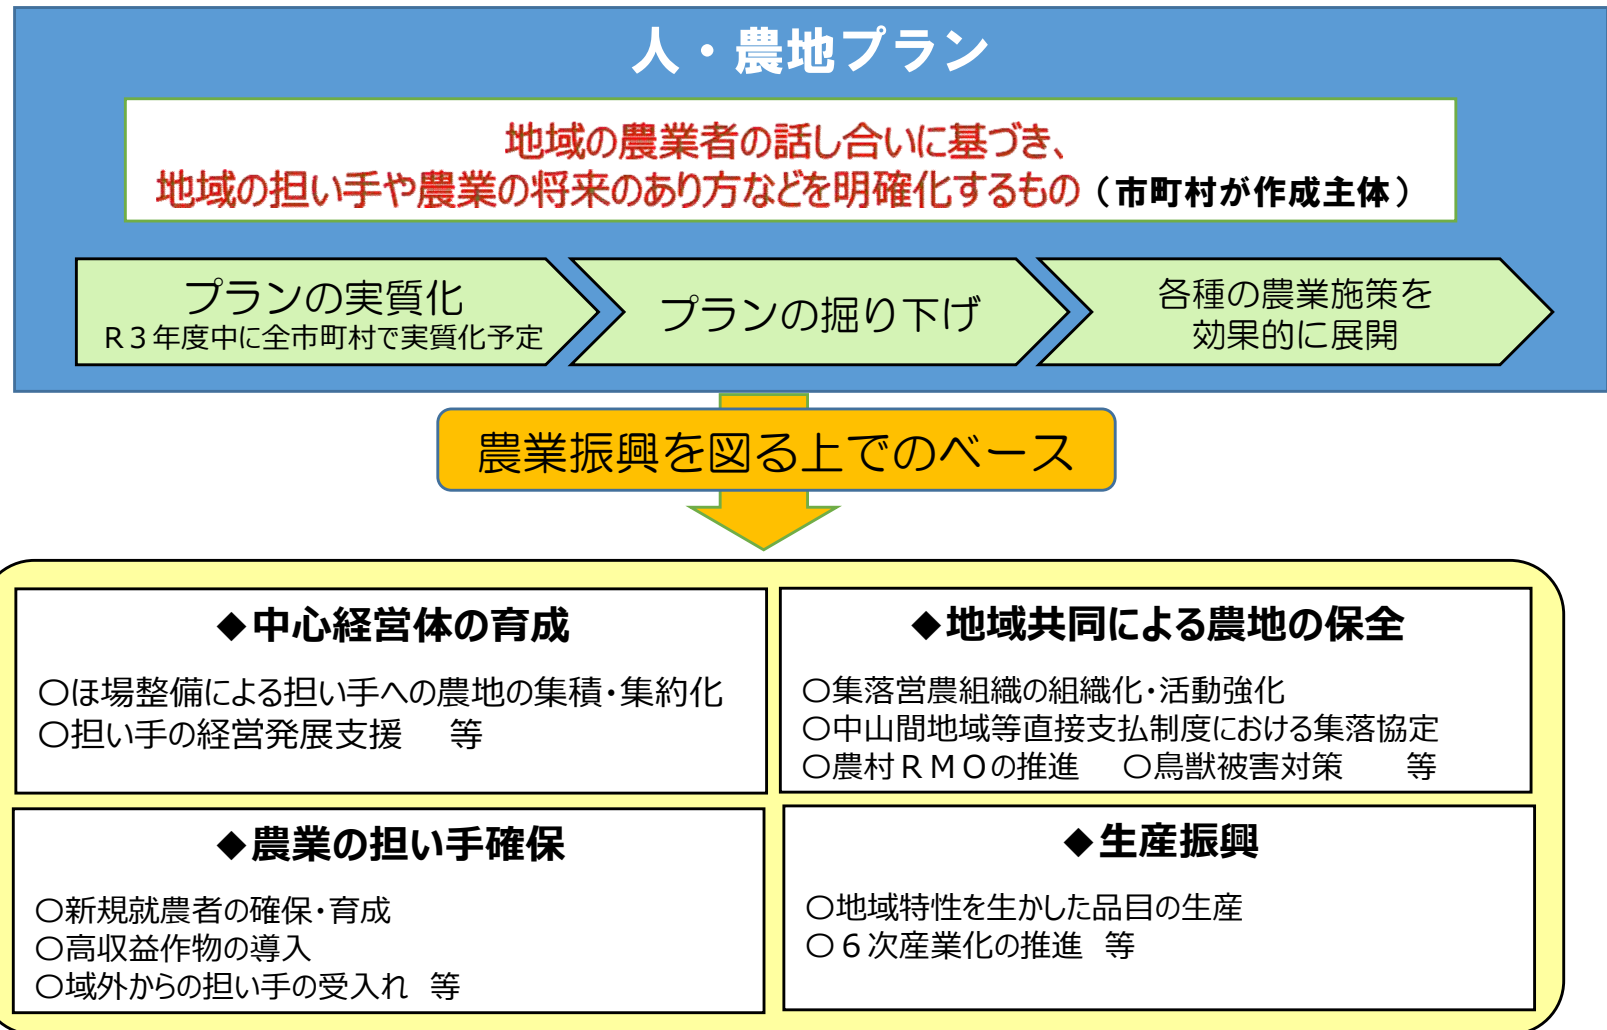 人・農地プラン
地域の農業者の話し合いに基づき、
地域の担い手や農業の将来のあり方などを明確化するもの（市町村が作成主体）
プランの実質化
Ｒ３年度中に全市町村で実質化予定
プランの掘り下げ
各種の農業施策を
効果的に展開
農業振興を図る上でのベース
◆中心経営体の育成
○ほ場整備による担い手への農地の集積・集約化
○担い手の経営発展支援　等
◆地域共同による農地の保全
○集落営農組織の組織化・活動強化
○中山間地域等直接支払制度における集落協定
○農村ＲＭＯの推進　○鳥獣被害対策　等
◆農業の担い手確保
○新規就農者の確保・育成
○高収益作物の導入
○域外からの担い手の受入れ　等
◆生産振興
○地域特性を生かした品目の生産
○６次産業化の推進　等